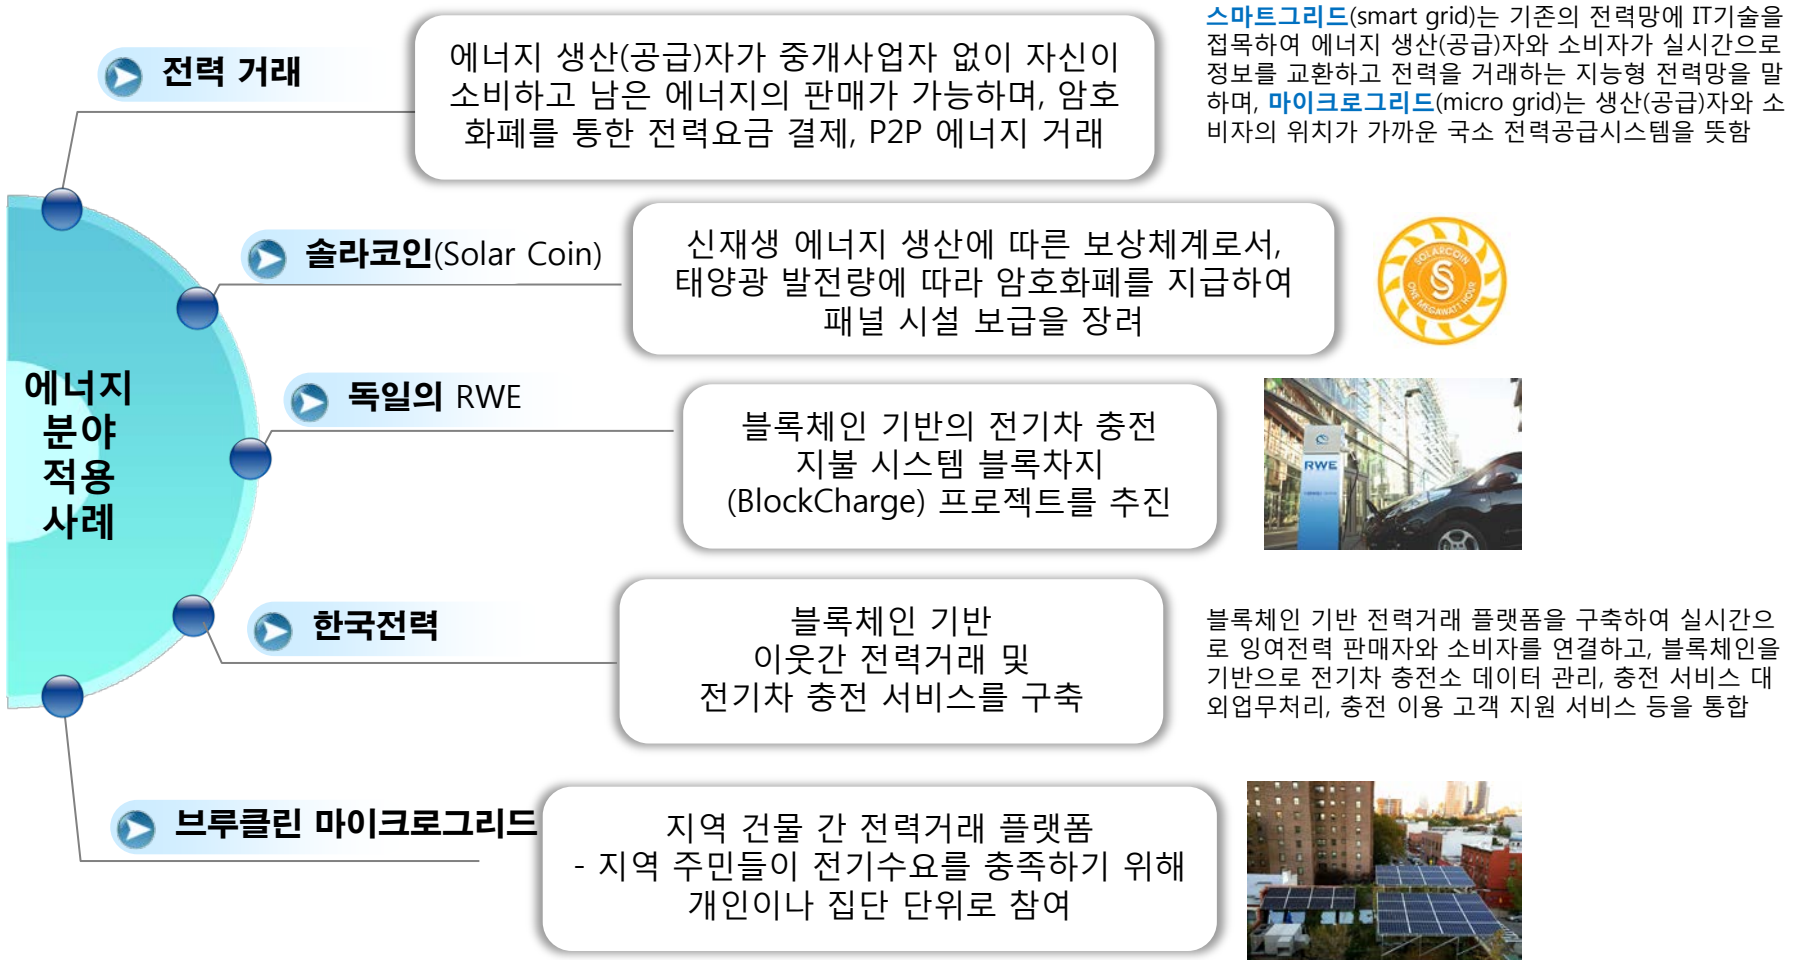 전력 거래
에너지 생산(공급)자가 중개사업자 없이 자신이
소비하고 남은 에너지의 판매가 가능하며, 암호
화폐를 통한 전력요금 결제, P2P 에너지 거래
스마트그리드(smart grid)는 기존의 전력망에 IT기술을
접목하여 에너지 생산(공급)자와 소비자가 실시간으로
정보를 교환하고 전력을 거래하는 지능형 전력망을 말
하며, 마이크로그리드(micro grid)는 생산(공급)자와 소
비자의 위치가 가까운 국소 전력공급시스템을 뜻함
솔라코인(Solar Coin)
신재생 에너지 생산에 따른 보상체계로서,
태양광 발전량에 따라 암호화폐를 지급하여
패널 시설 보급을 장려
SOLARCOIN
ONE MEGAWATT HOUR
에너지
분야
적용
사례
독일의 RWE
블록체인 기반의 전기차 충전
지불 시스템 블록차지
(BlockCharge) 프로젝트를 추진
RWE
한국전력
블록체인 기반
이웃간 전력거래 및
전기차 충전 서비스를 구축
블록체인 기반 전력거래 플랫폼을 구축하여 실시간으
로 잉여전력 판매자와 소비자를 연결하고, 블록체인을
기반으로 전기차 충전소 데이터 관리, 충전 서비스 대
외업무처리, 충전 이용 고객 지원 서비스 등을 통합
브루클린 마이크로그리드
지역 건물 간 전력거래 플랫폼
- 지역 주민들이 전기수요를 충족하기 위해
개인이나 집단 단위로 참여